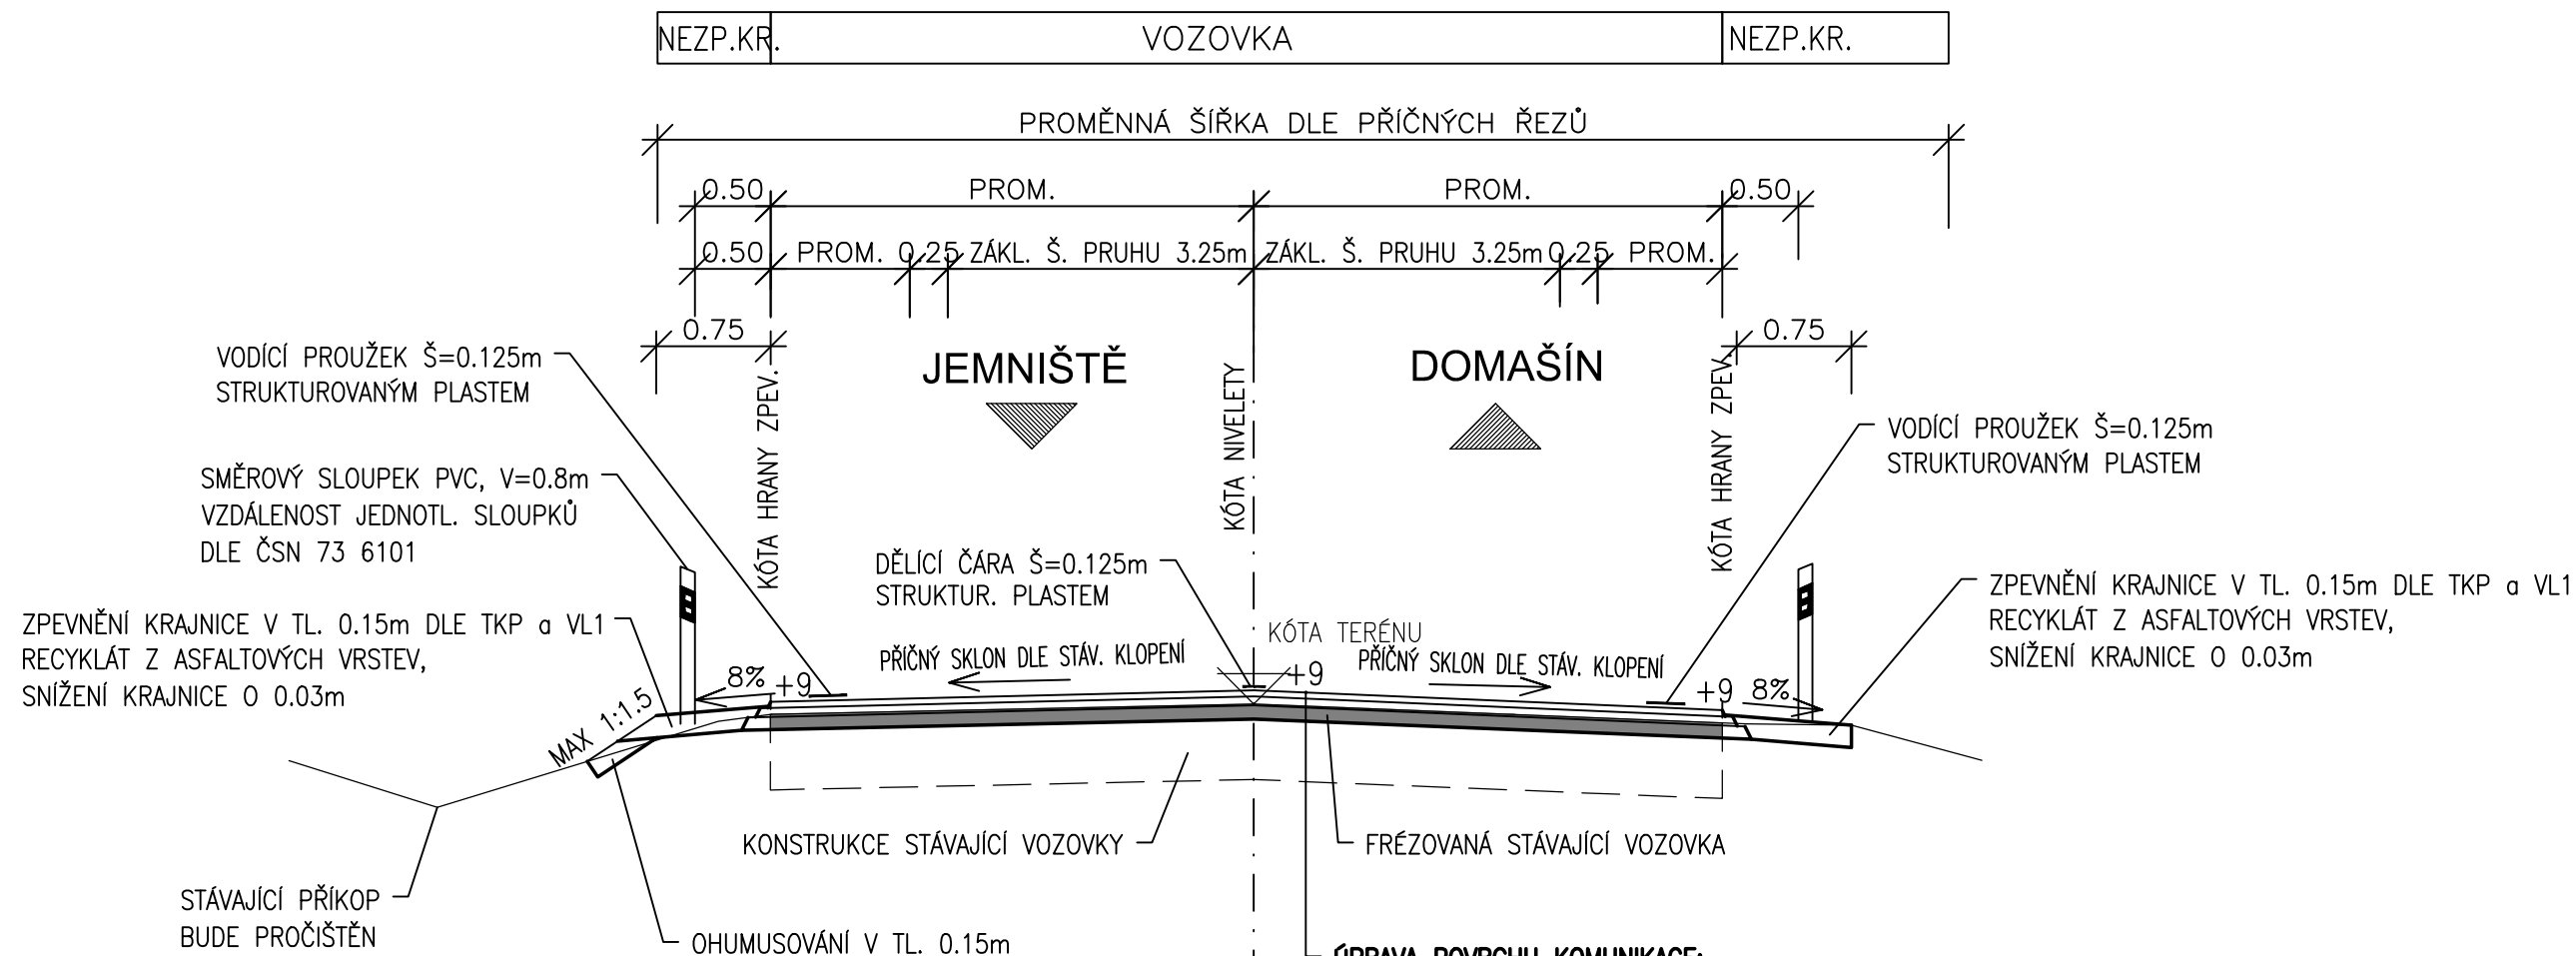 NEZP.KR. VOZOVKA NEZP.KR.
PROMĚNNÁ ŠÍŘKA DLE PŘÍČNÝCH ŘEZŮ
0.50 PROM. PROM. 0.50
0.50 PROM. 0.25 ZÁKL. Š. PRUHU 3.25m ZÁKL. Š. PRUHU 3.25m 0.25 PROM.
0.75 0.75
JEMNIŠTĚ DOMAŠÍN
VODÍCÍ PROUŽEK Š=0.125m
STRUKTUROVANÝM PLASTEM
KÓTA HRANY ZPEV.
KÓTA NIVELETY
KÓTA HRANY ZPEV.
VODÍCÍ PROUŽEK Š=0.125m
STRUKTUROVANÝM PLASTEM
SMĚROVÝ SLOUPEK PVC, V=0.8m
VZDÁLENOST JEDNOTL. SLOUPKŮ
DLE ČSN 73 6101
DĚLÍCÍ ČÁRA Š=0.125m
STRUKTUR. PLASTEM
ZPEVNĚNÍ KRAJNICE V TL. 0.15m DLE TKP a VL1
RECYKLÁT Z ASFALTOVÝCH VRSTEV,
SNÍŽENÍ KRAJNICE O 0.03m
ZPEVNĚNÍ KRAJNICE V TL. 0.15m DLE TKP a VL1
RECYKLÁT Z ASFALTOVÝCH VRSTEV,
SNÍŽENÍ KRAJNICE O 0.03m
KÓTA TERÉNU
PŘÍČNÝ SKLON DLE STÁV. KLOPENÍ PŘÍČNÝ SKLON DLE STÁV. KLOPENÍ
8% +9 +9 +9 8%
MAX 1:1.5
KONSTRUKCE STÁVAJÍCÍ VOZOVKY FRÉZOVANÁ STÁVAJÍCÍ VOZOVKA
STÁVAJÍCÍ PŘÍKOP
BUDE PROČIŠTĚN
OHUMUSOVÁNÍ V TL. 0.15m
ÚPRAVA POVRCHU KOMUNIKACE: